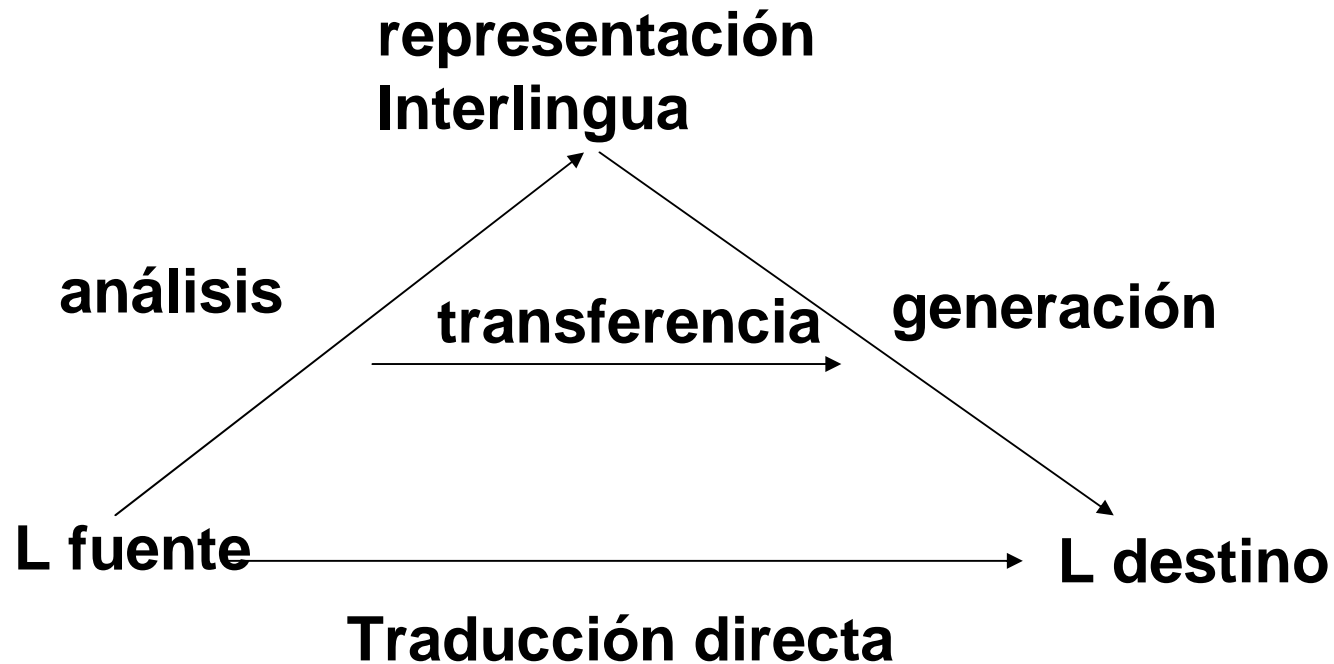 representación
Interlingua
análisis
transferencia
generación
L fuente
L destino
Traducción directa